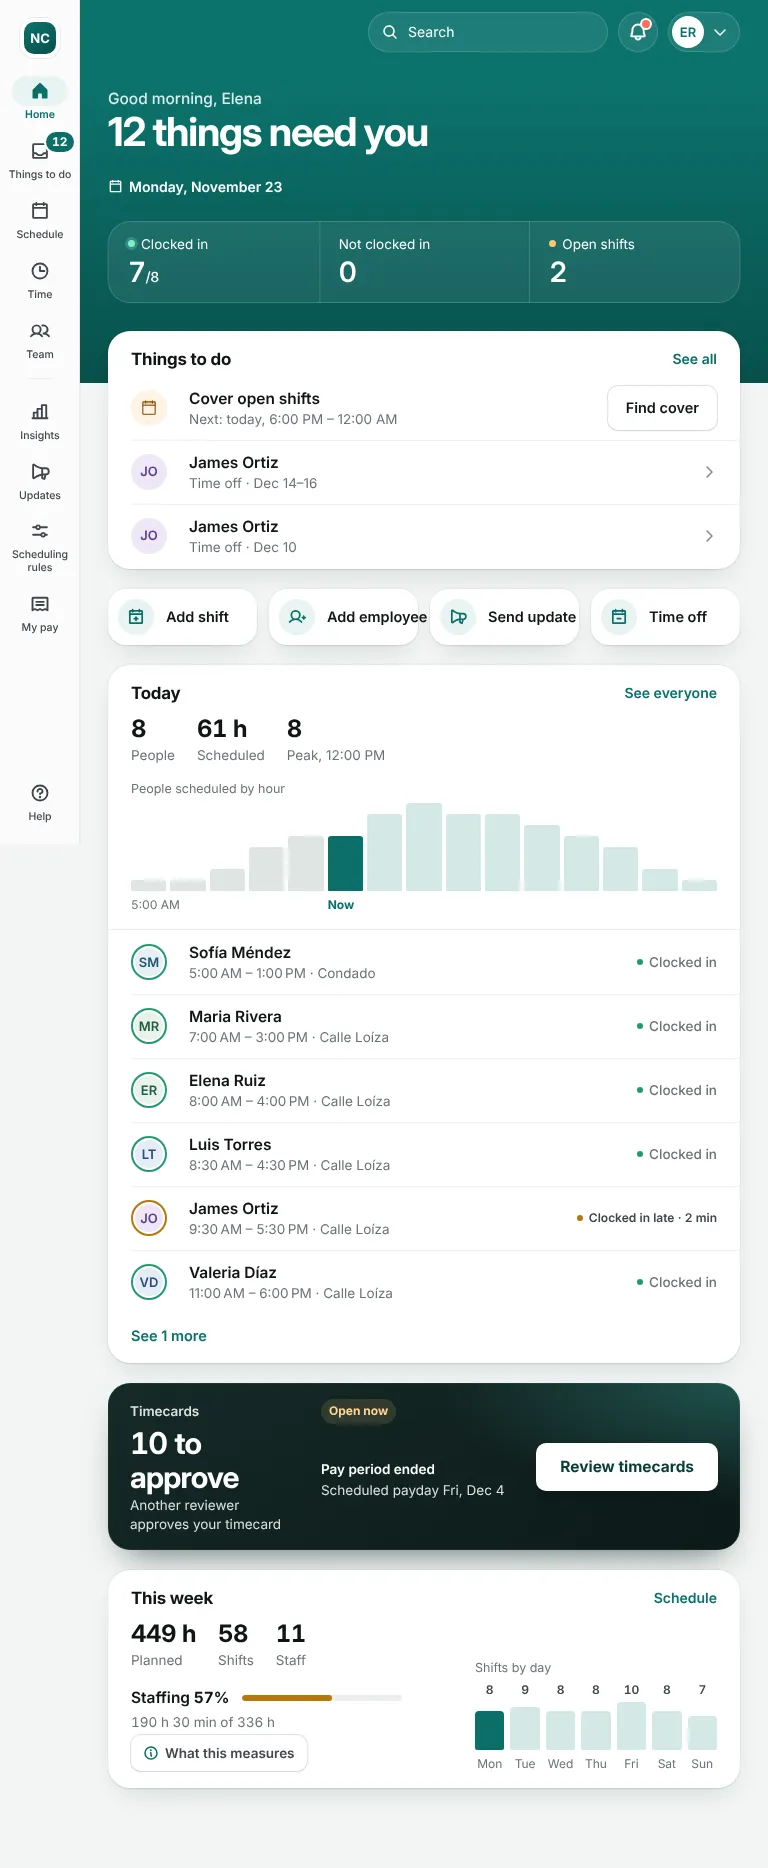 NC
Search
ER
Home
12
Things to do
Schedule
Time
Team
Insights
Updates
Scheduling
rules
My pay
Help
Good morning, Elena
12 things need you
Monday, November 23
Clocked in
7/8
Not clocked in
0
Open shifts
2
Things to do
See all
Cover open shifts
Next: today, 6:00 PM – 12:00 AM
Find cover
JO
James Ortiz
Time off · Dec 14–16
JO
James Ortiz
Time off · Dec 10
Add shift
Add employee
Send update
Time off
Today
See everyone
8
People
61 h
Scheduled
8
Peak, 12:00 PM
People scheduled by hour
5:00 AM
Now
SM
Sofía Méndez
5:00 AM – 1:00 PM · Condado
Clocked in
MR
Maria Rivera
7:00 AM – 3:00 PM · Calle Loíza
Clocked in
ER
Elena Ruiz
8:00 AM – 4:00 PM · Calle Loíza
Clocked in
LT
Luis Torres
8:30 AM – 4:30 PM · Calle Loíza
Clocked in
JO
James Ortiz
9:30 AM – 5:30 PM · Calle Loíza
Clocked in late · 2 min
VD
Valeria Díaz
11:00 AM – 6:00 PM · Calle Loíza
Clocked in
See 1 more
Timecards
10 to
approve
Another reviewer
approves your timecard
Open now
Pay period ended
Scheduled payday Fri, Dec 4
Review timecards
This week
Schedule
449 h
Planned
58
Shifts
11
Staff
Staffing 57%
190 h 30 min of 336 h
What this measures
Shifts by day
8 9 8 8 10 8 7
Mon Tue Wed Thu Fri Sat Sun